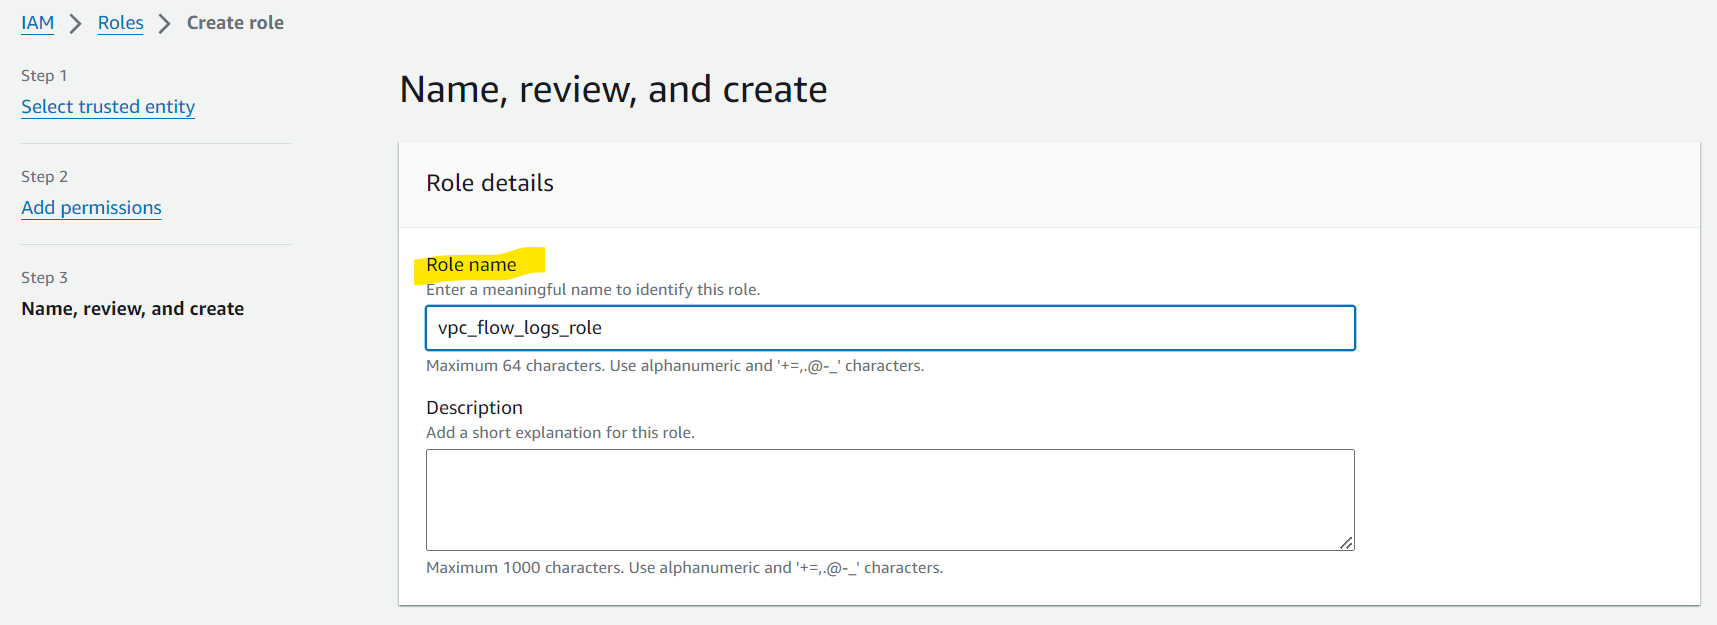 IAM > Roles > Create role
Step 1
Select trusted entity
Step 2
Add permissions
Step 3
Name, review, and create
Name, review, and create
Role details
Role name
Enter a meaningful name to identify this role.
vpc_flow_logs_role
Maximum 64 characters. Use alphanumeric and '+=,.@-_' characters.
Description
Add a short explanation for this role.
Maximum 1000 characters. Use alphanumeric and '+=,.@-_' characters.